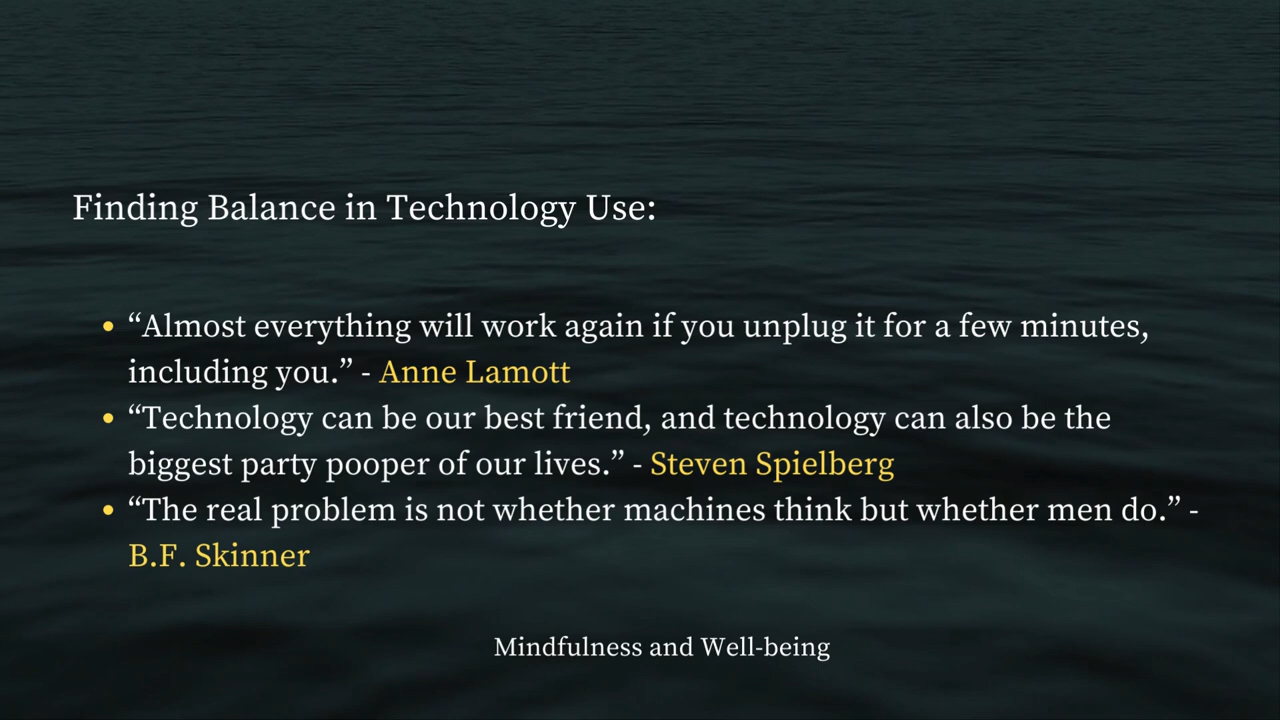 Finding Balance in Technology Use:
• “Almost everything will work again if you unplug it for a few minutes,
including you.” - Anne Lamott
• “Technology can be our best friend, and technology can also be the
biggest party pooper of our lives.” - Steven Spielberg
• “The real problem is not whether machines think but whether men do.” -
B.F. Skinner
Mindfulness and Well-being